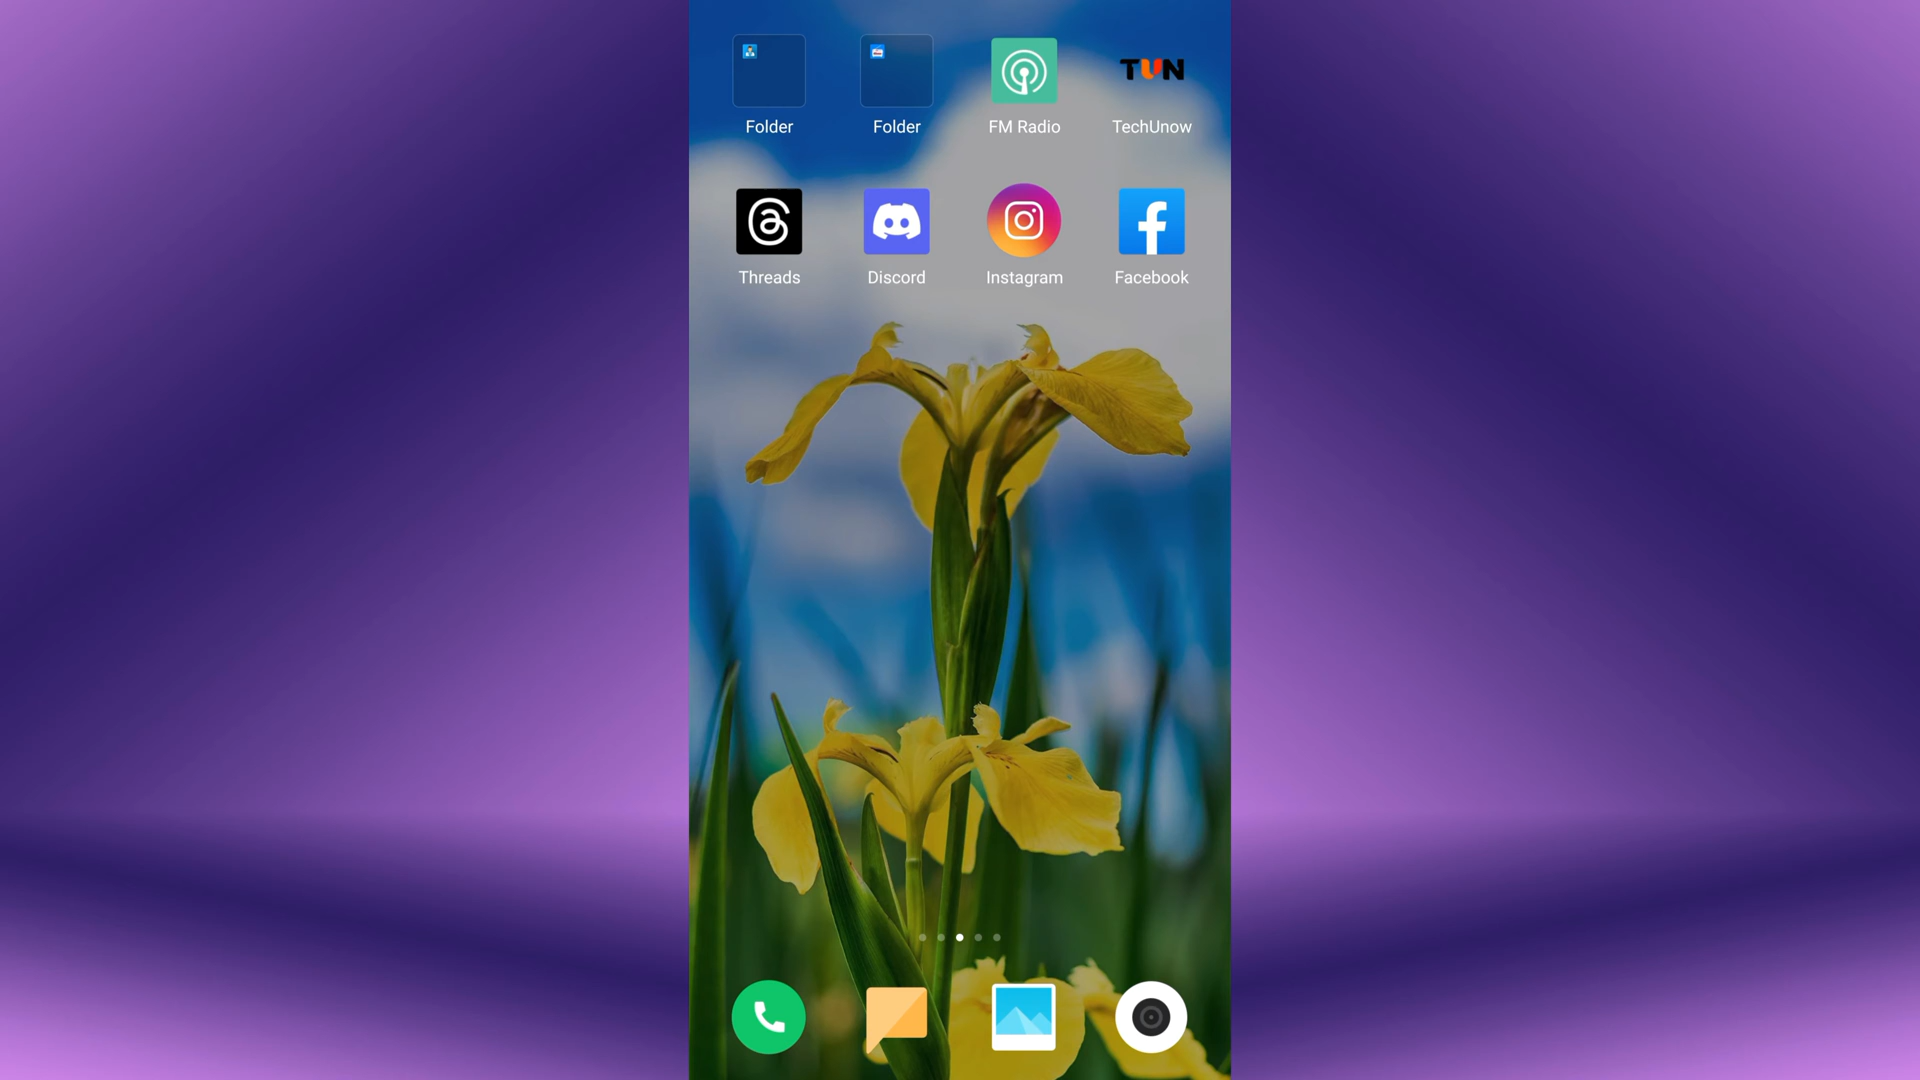 Folder
Folder
FM Radio
TUN
TechUnow
Threads
Discord
Instagram
Facebook